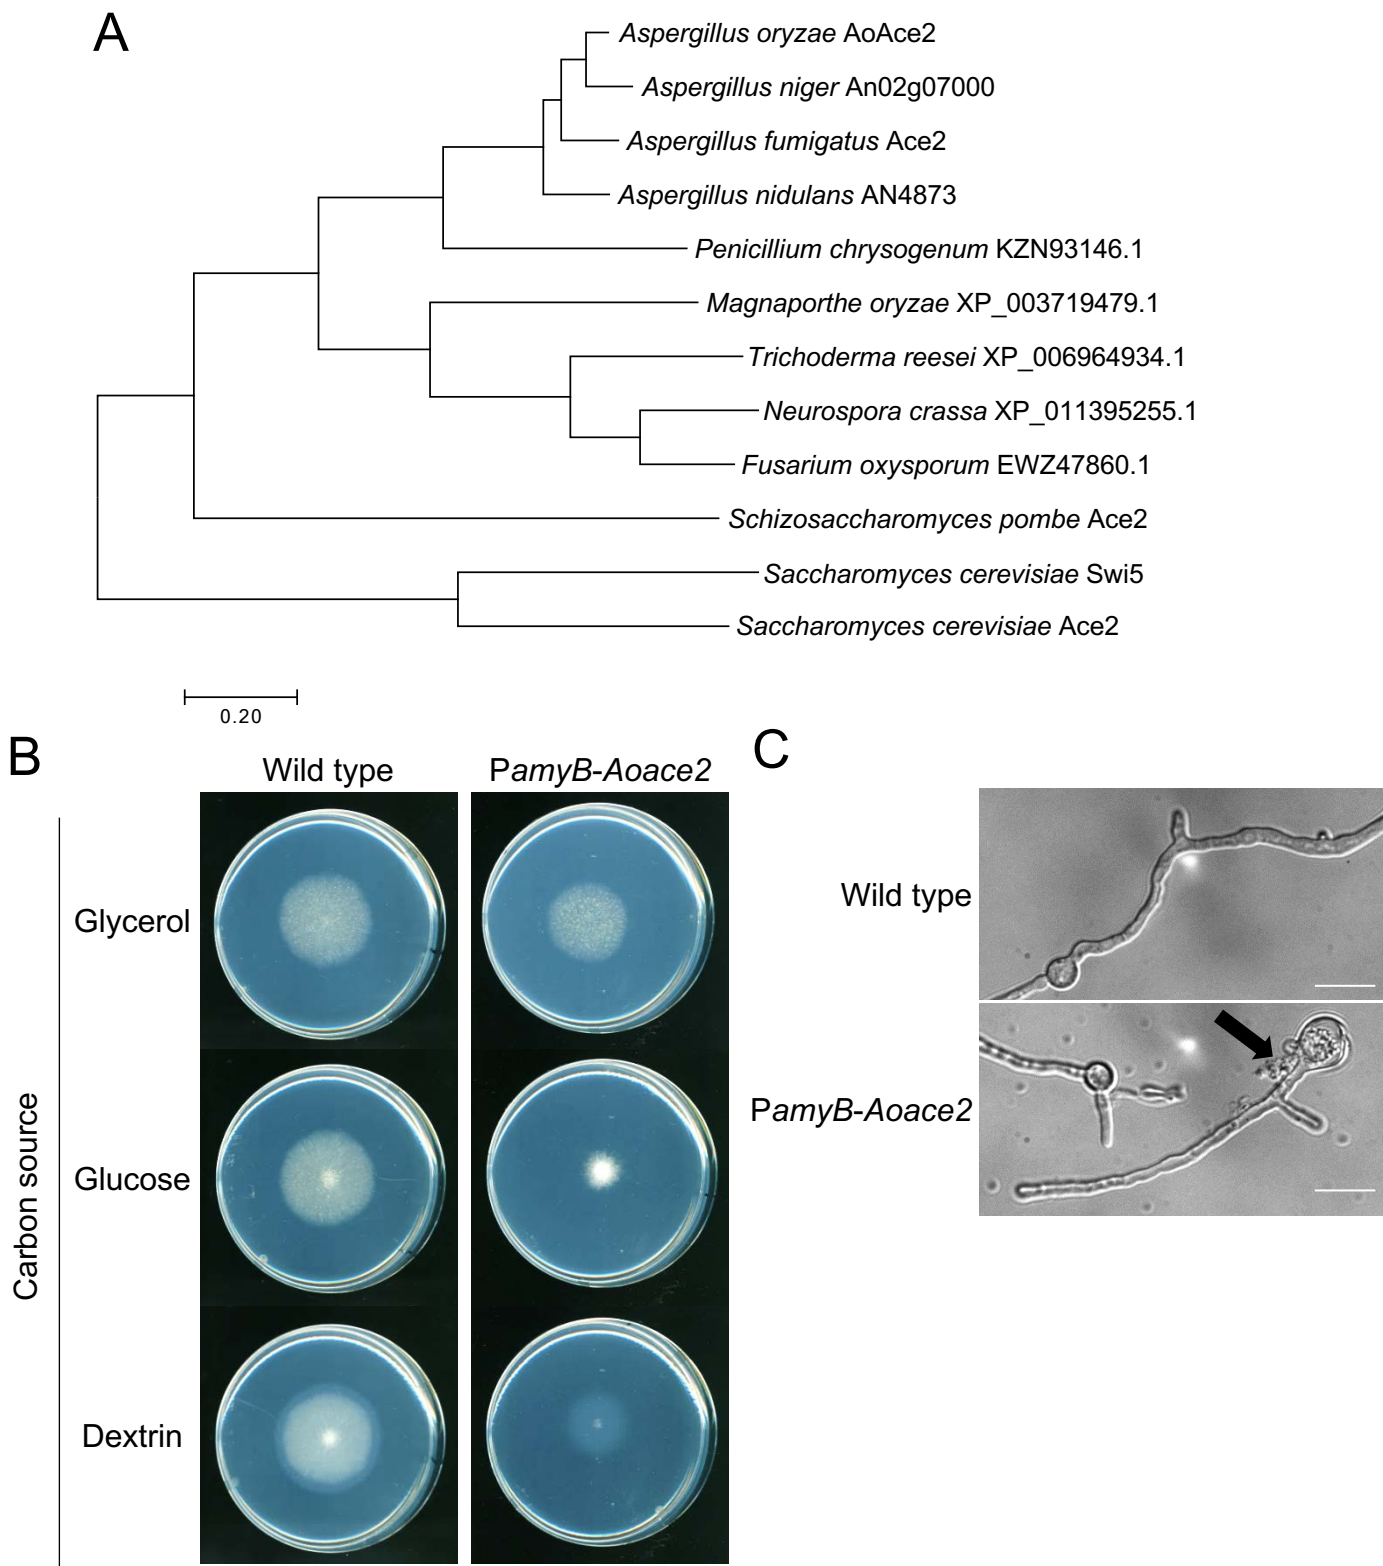 A
Aspergillus oryzae AoAce2
Aspergillus niger An02g07000
Aspergillus fumigatus Ace2
Aspergillus nidulans AN4873
Penicillium chrysogenum KZN93146.1
Magnaporthe oryzae XP_003719479.1
Trichoderma reesei XP_006964934.1
Neurospora crassa XP_011395255.1
Fusarium oxysporum EWZ47860.1
Schizosaccharomyces pombe Ace2
Saccharomyces cerevisiae Swi5
Saccharomyces cerevisiae Ace2
0.20
B
Wild type
PamyB-Aoace2
Carbon source
Glycerol
Glucose
Dextrin
C
Wild type
PamyB-Aoace2